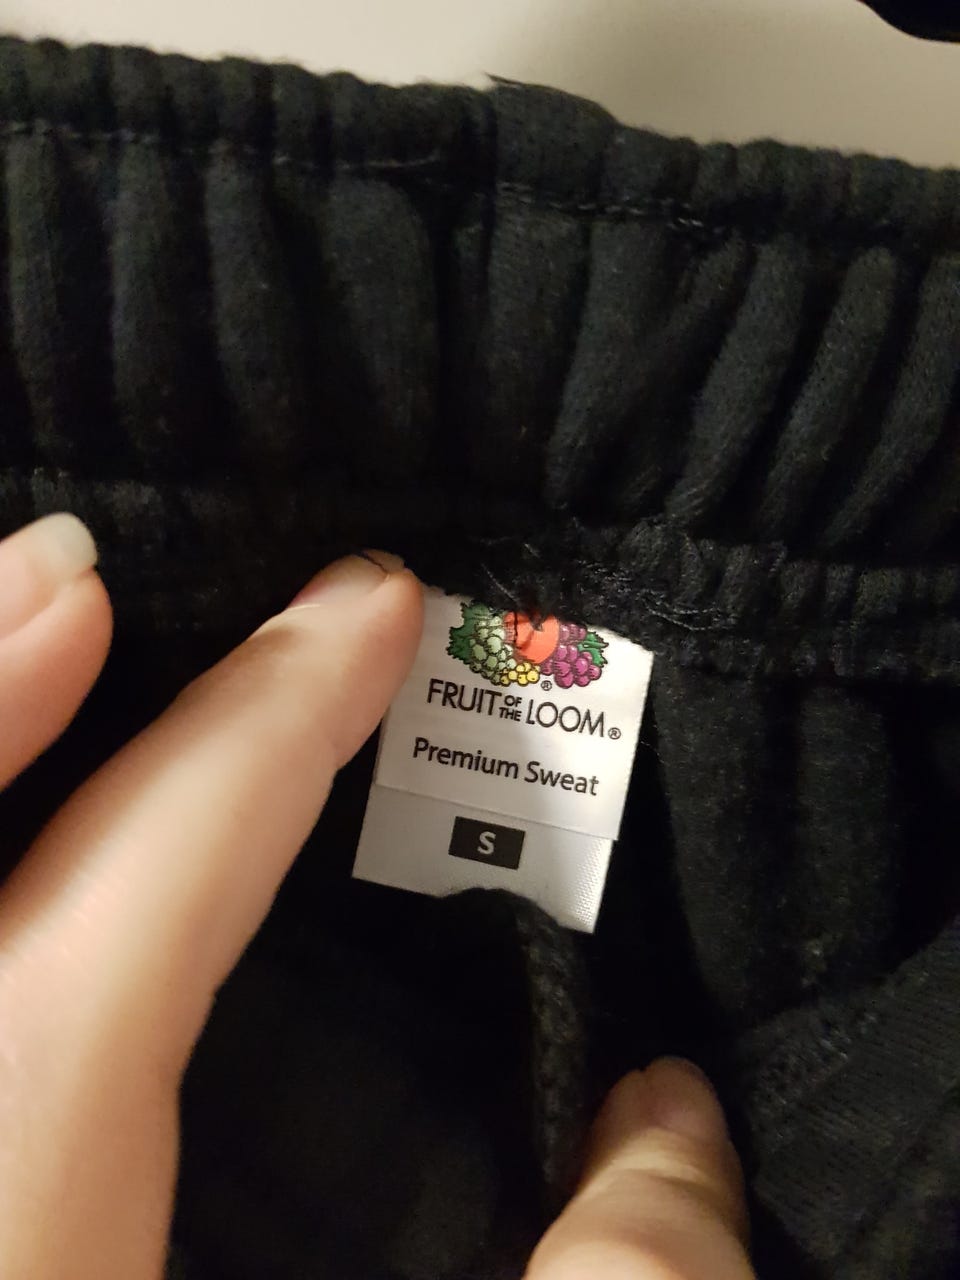 ®
FRUIT OF THE LOOM®
Premium Sweat
S